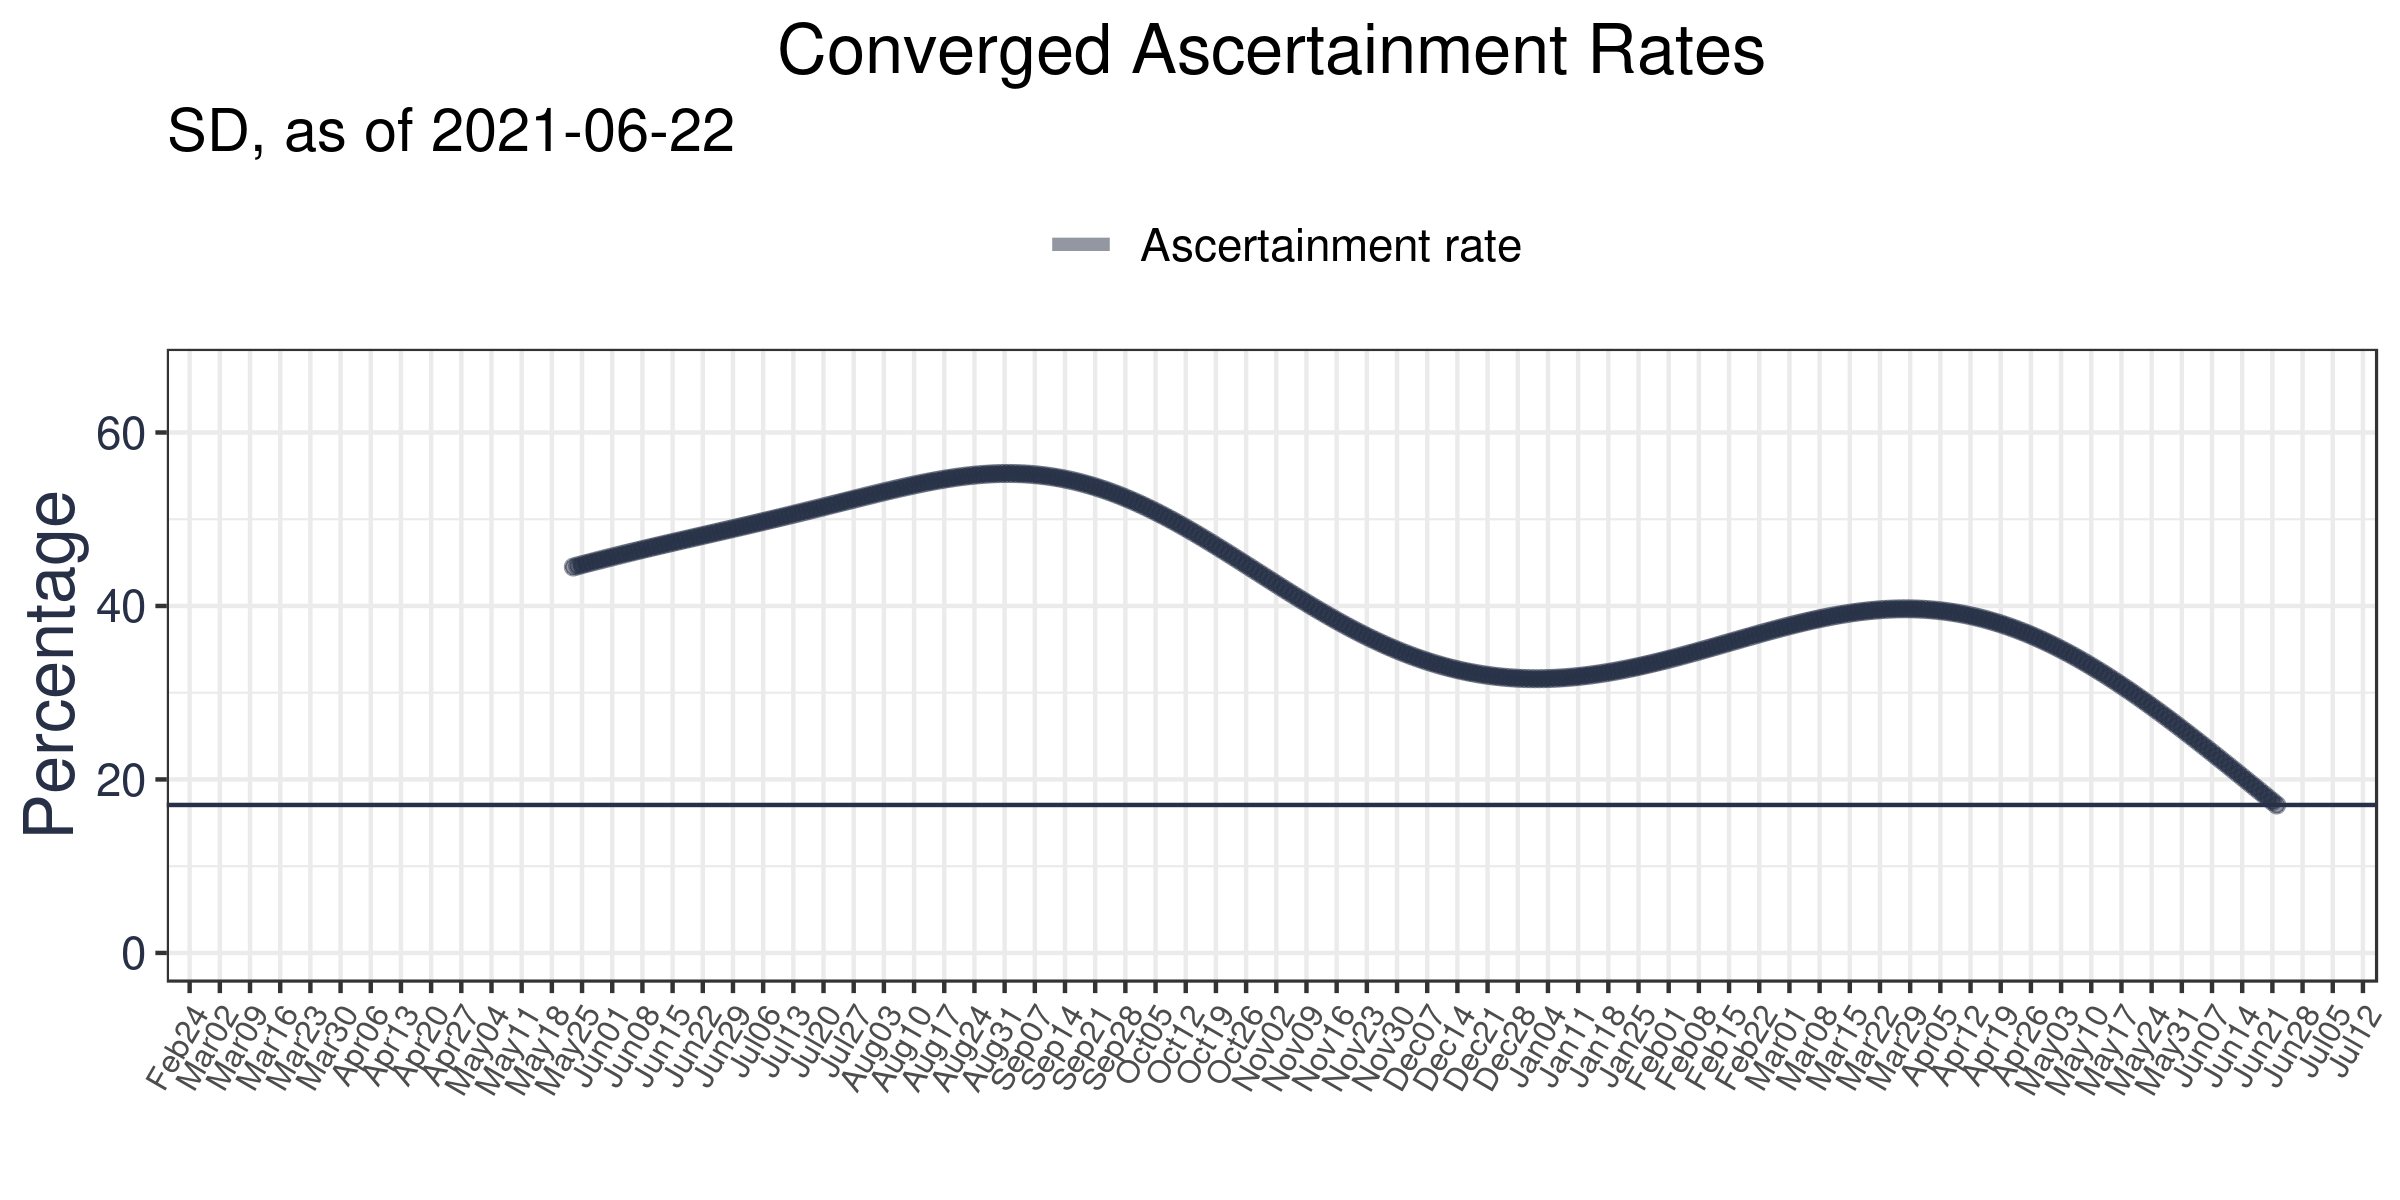 Converged Ascertainment Rates
SD, as of 2021-06-22
Ascertainment rate
Percentage
60
40
20
0
Feb24
Mar02
Mar09
Mar16
Mar23
Mar30
Apr06
Apr13
Apr20
Apr27
May04
May11
May18
May25
Jun01
Jun08
Jun15
Jun22
Jun29
Jul06
Jul13
Jul20
Jul27
Aug03
Aug10
Aug17
Aug24
Aug31
Sep07
Sep14
Sep21
Sep28
Oct05
Oct12
Oct19
Oct26
Nov02
Nov09
Nov16
Nov23
Nov30
Dec07
Dec14
Dec21
Dec28
Jan04
Jan11
Jan18
Jan25
Feb01
Feb08
Feb15
Feb22
Mar01
Mar08
Mar15
Mar22
Mar29
Apr05
Apr12
Apr19
Apr26
May03
May10
May17
May24
May31
Jun07
Jun14
Jun21
Jun28
Jul05
Jul12